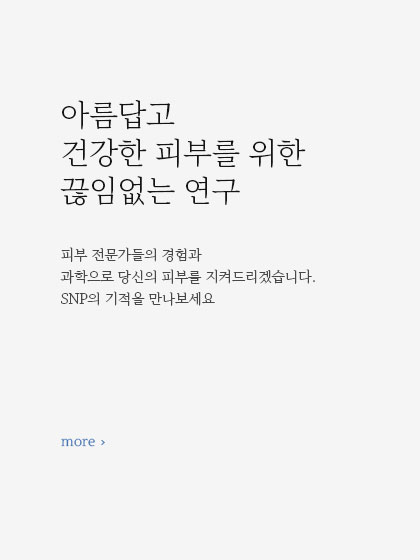 아름답고
건강한 피부를 위한
끊임없는 연구
피부 전문가들의 경험과
과학으로 당신의 피부를 지켜드리겠습니다.
SNP의 기적을 만나보세요
more ›